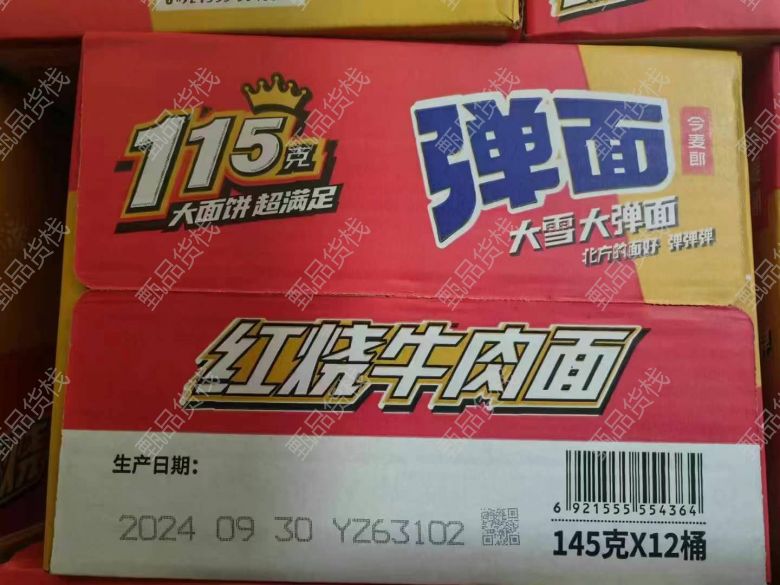 115克
大面饼 超满足
弹面
今麦郎
大雪 大弹面
北方的面好 弹弹弹
红烧牛肉面
生产日期：
2024 09 30 YZ63102
6 921555 554364
145克X12桶
甄品货栈